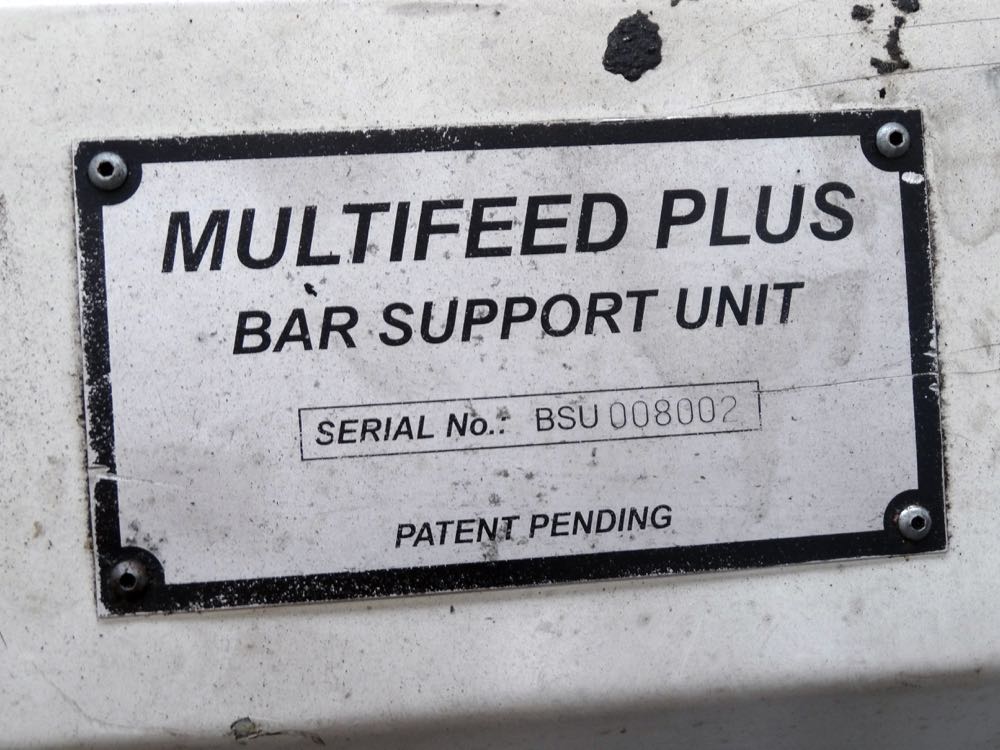 MULTIFEED PLUS
BAR SUPPORT UNIT
SERIAL No.: BSU 008002
PATENT PENDING